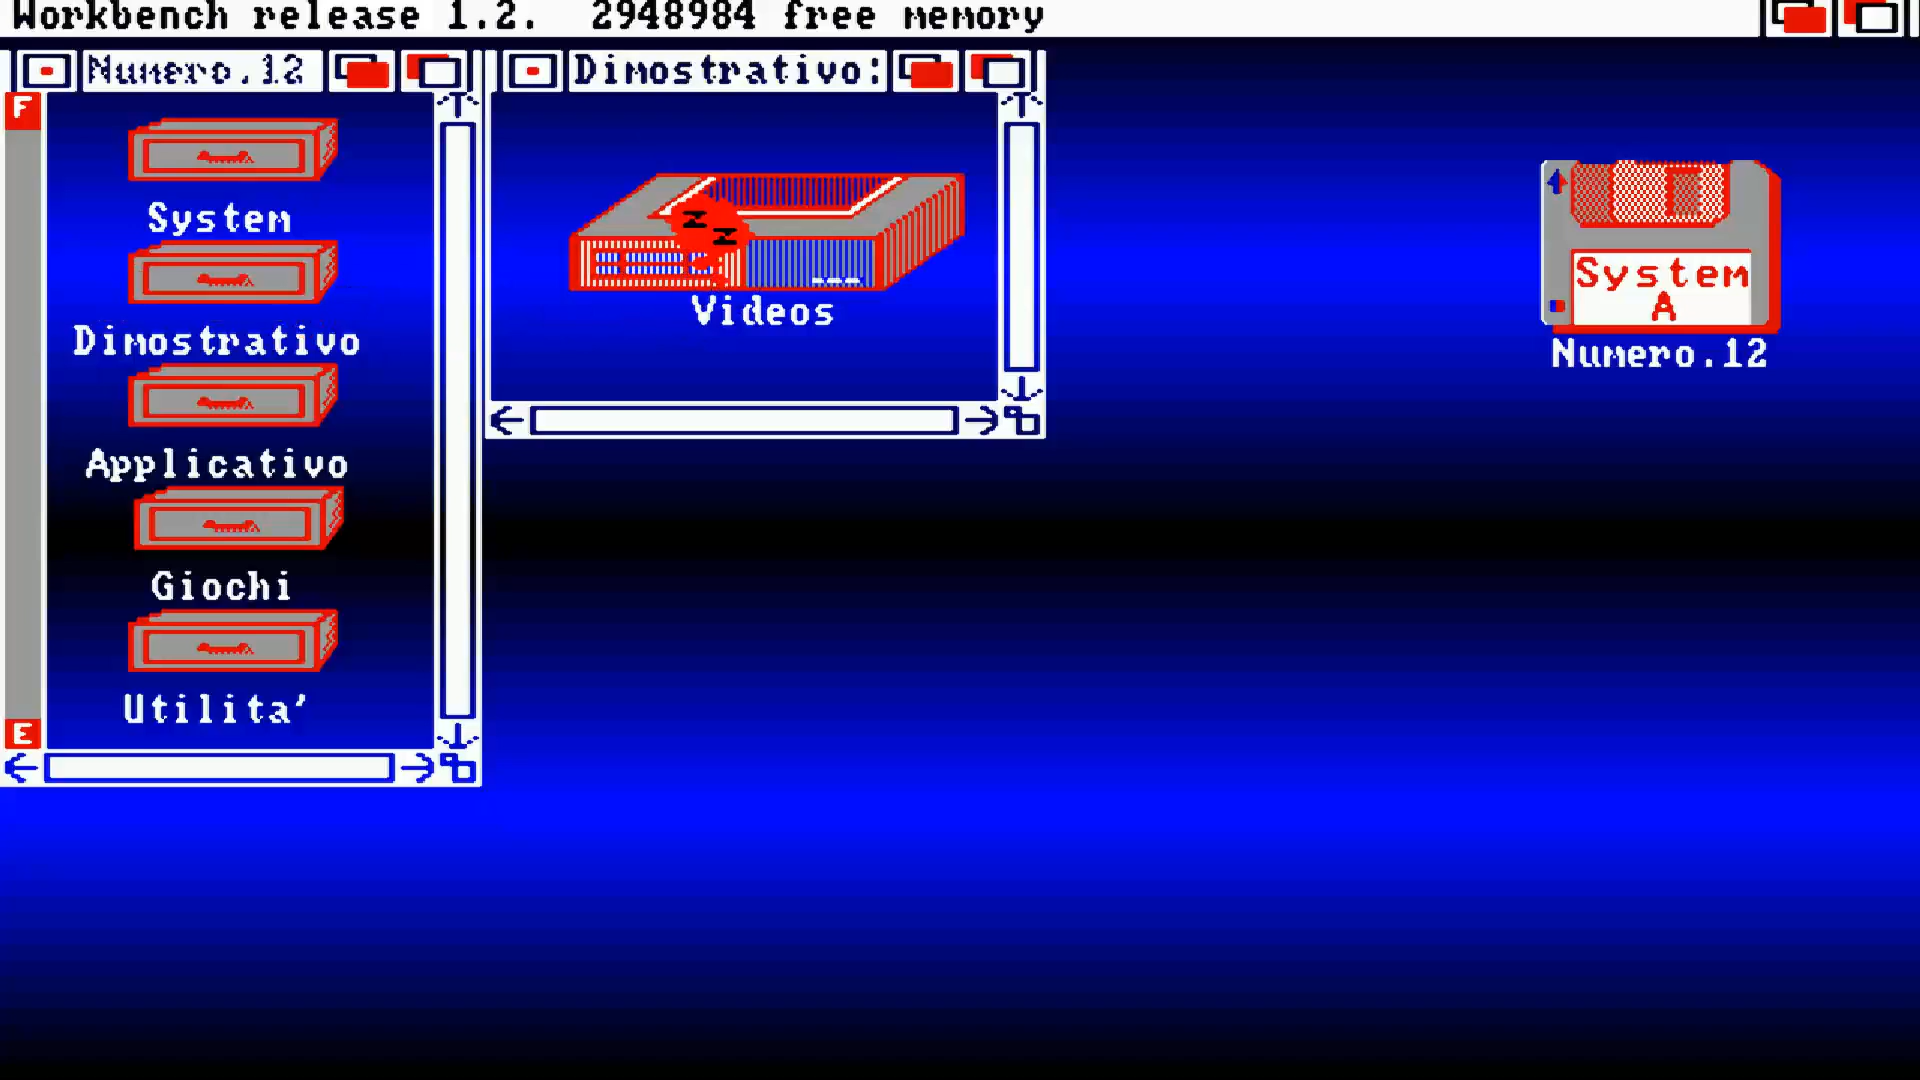 Workbench release 1.2. 2948984 free memory
Numero.12
Dimostrativo:
F
System
Dimostrativo
Applicativo
Giochi
Utilita'
E
z
z
Videos
System
A
Numero.12